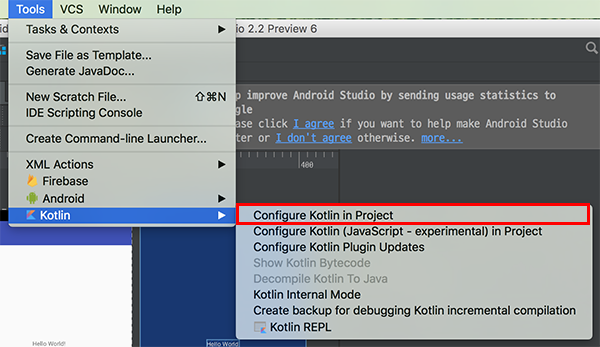 Tools VCS Window Help
Tasks & Contexts
io 2.2 Preview 6
Save File as Template...
Generate JavaDoc...
New Scratch File... ⇧⌘N
IDE Scripting Console
Create Command-line Launcher...
XML Actions
Firebase
Android
Kotlin
p improve Android Studio by sending usage statistics to
gle
ase click I agree if you want to help make Android Studio
ter or I don't agree otherwise. more...
400
Configure Kotlin in Project
Configure Kotlin (JavaScript - experimental) in Project
Configure Kotlin Plugin Updates
Show Kotlin Bytecode
Decompile Kotlin To Java
Kotlin Internal Mode
Create backup for debugging Kotlin incremental compilation
Kotlin REPL
Hello World!
Hello World!